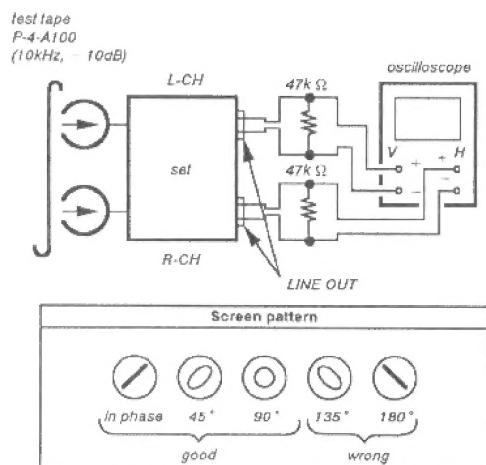 test tape
P-4-A100
(10kHz, - 10dB)
L-CH
47k Ω
oscilloscope
set
V
H
+
+
-
-
47k Ω
R-CH
LINE OUT
Screen pattern
in phase 45° 90° 135° 180°
good wrong